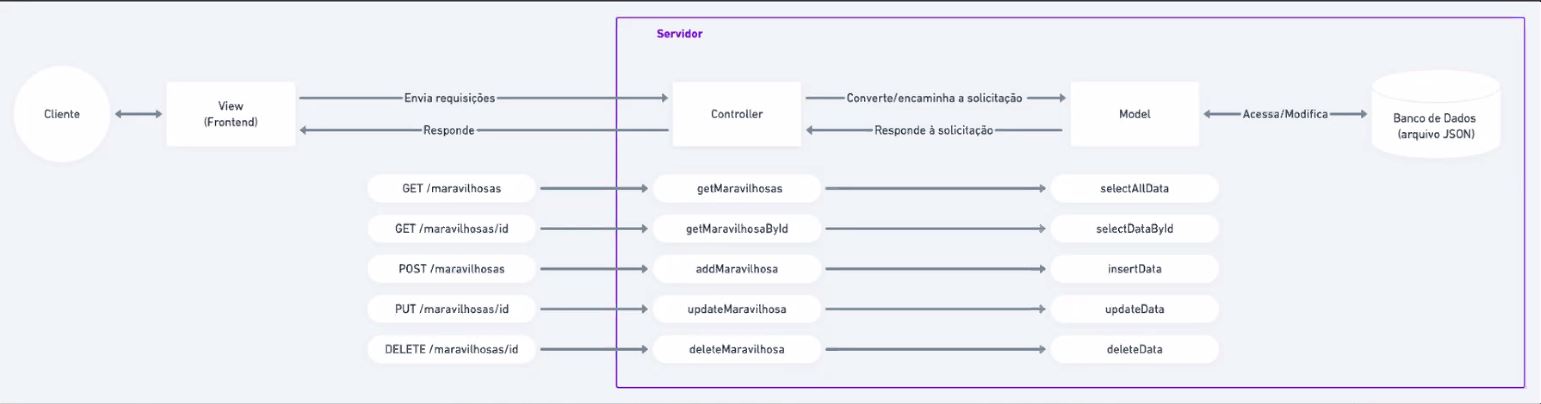 Servidor
Cliente
View
(Frontend)
Envia requisições
Responde
Controller
Converte/encaminha a solicitação
Responde à solicitação
Model
Acessa/Modifica
Banco de Dados
(arquivo JSON)
GET /maravilhosas
getMaravilhosas
selectAllData
GET /maravilhosas/id
getMaravilhosaById
selectDataById
POST /maravilhosas
addMaravilhosa
insertData
PUT /maravilhosas/id
updateMaravilhosa
updateData
DELETE /maravilhosas/id
deleteMaravilhosa
deleteData